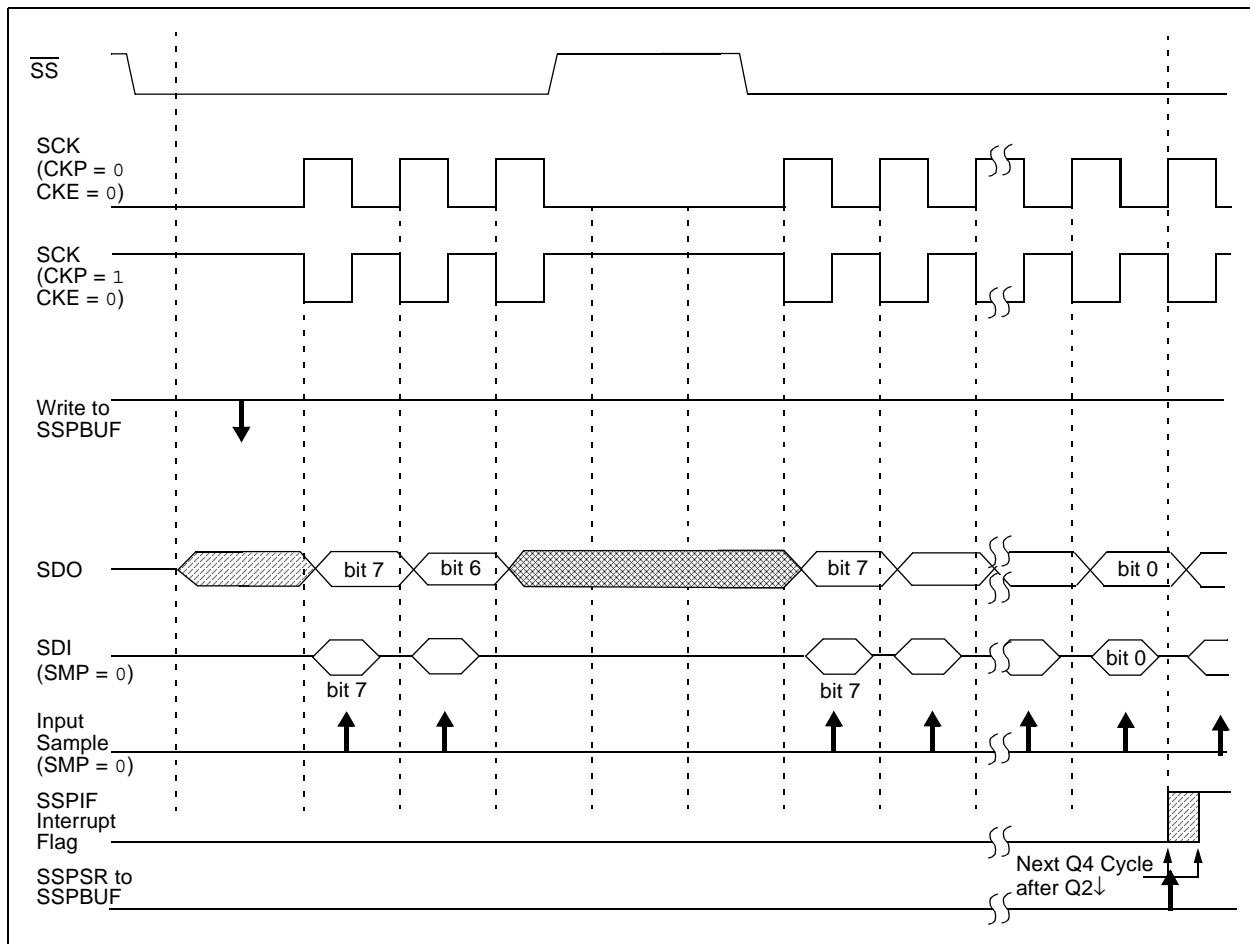 SS
SCK
(CKP = 0
CKE = 0)
SCK
(CKP = 1
CKE = 0)
Write to
SSPBUF
SDO
bit 7
bit 6
bit 7
bit 0
SDI
(SMP = 0)
bit 7
bit 7
bit 0
Input
Sample
(SMP = 0)
SSPIF
Interrupt
Flag
SSPSR to
SSPBUF
Next Q4 Cycle
after Q2↓